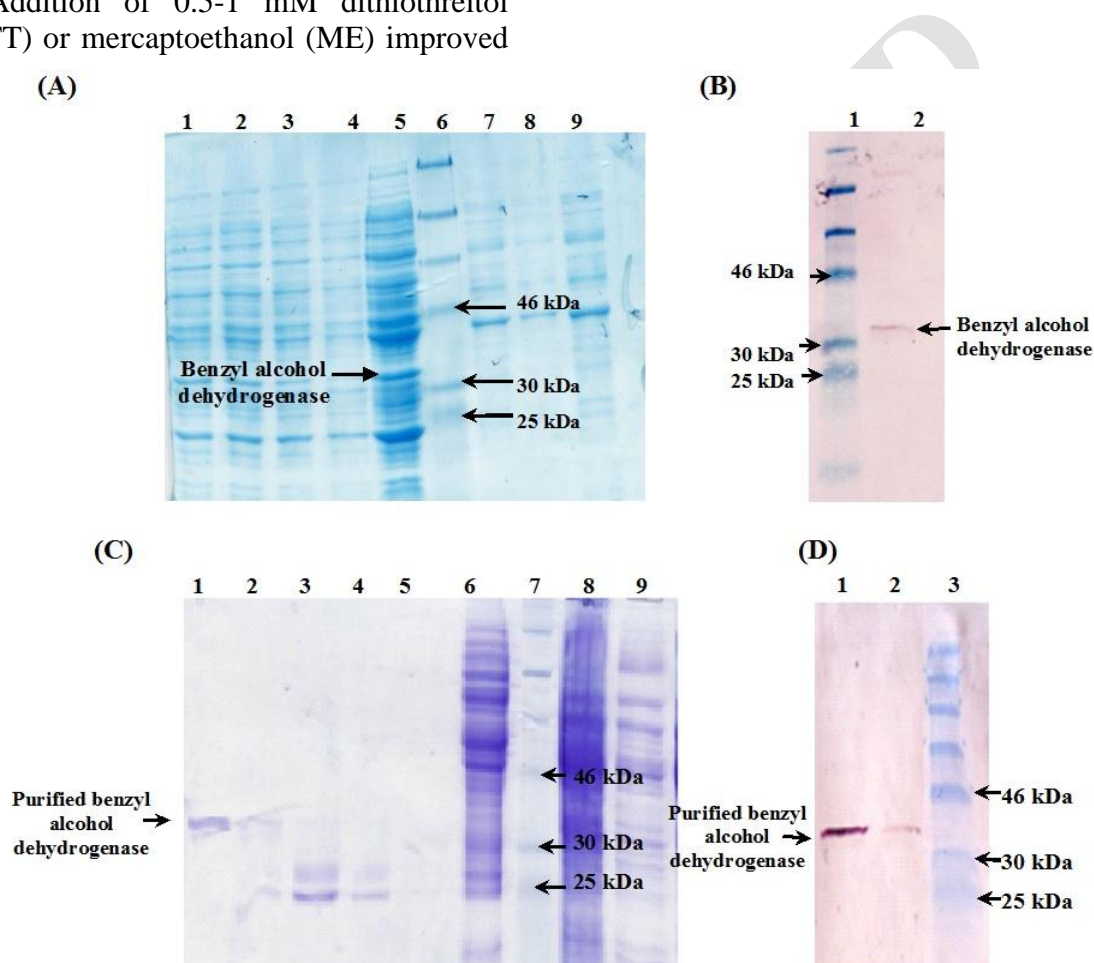 Addition of 0.5-1 mM dithiothreitol
TT) or mercaptoethanol (ME) improved
(A)
1 2 3 4 5 6 7 8 9
46 kDa
Benzyl alcohol
dehydrogenase
30 kDa
25 kDa
(B)
1 2
46 kDa
30 kDa
25 kDa
Benzyl alcohol
dehydrogenase
(C)
1 2 3 4 5 6 7 8 9
Purified benzyl
alcohol
dehydrogenase
46 kDa
30 kDa
25 kDa
(D)
1 2 3
Purified benzyl
alcohol
dehydrogenase
46 kDa
30 kDa
25 kDa